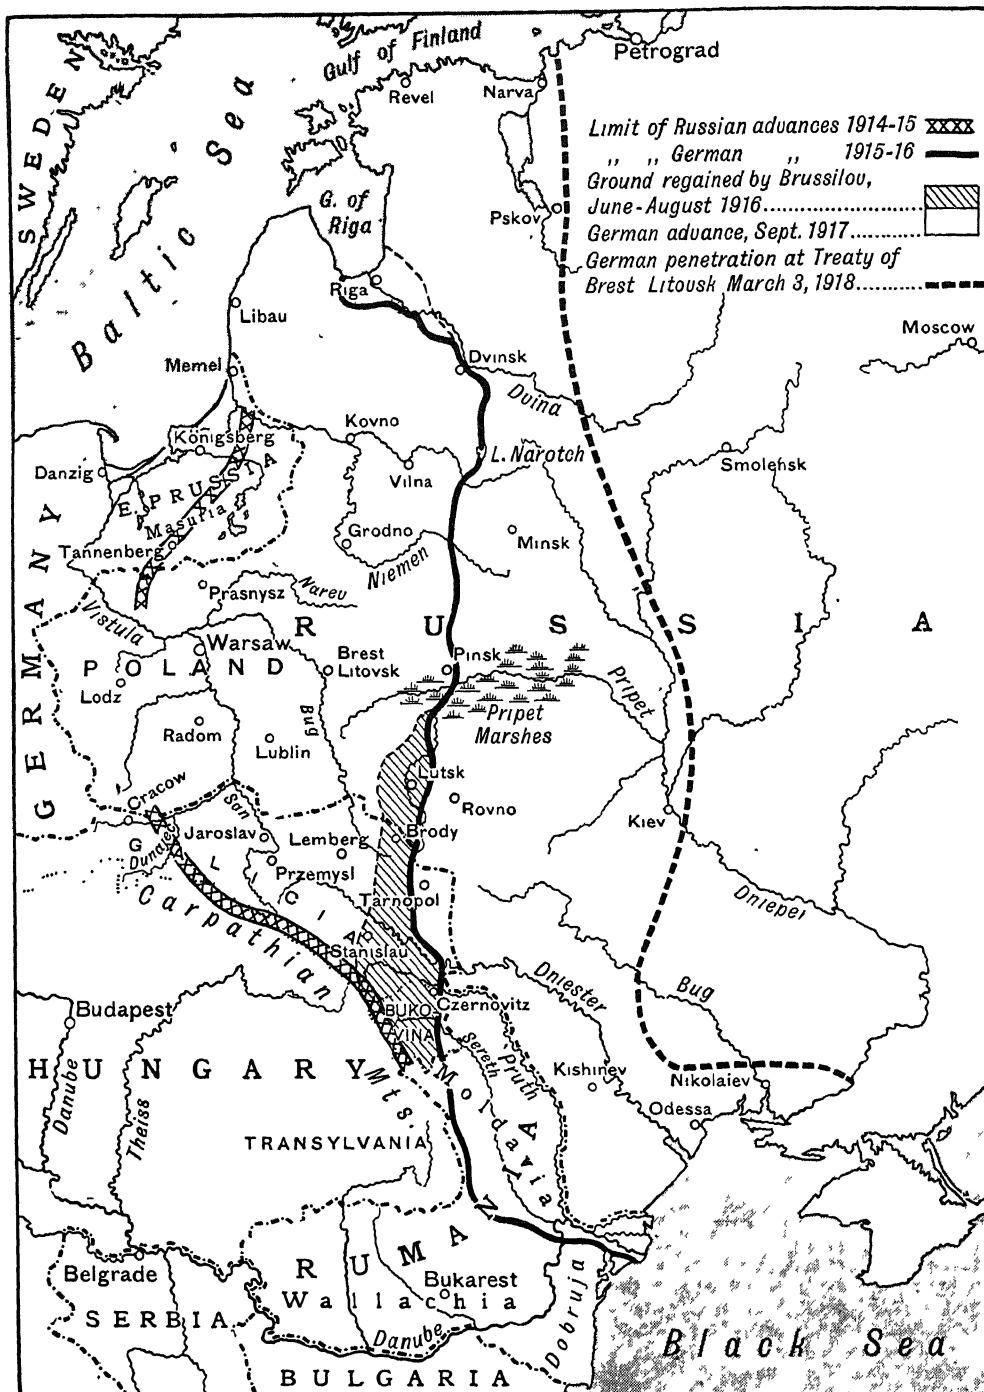 Petrograd
Gulf of Finland
Revel
Narva
SWEDEN
Baltic Sea
Limit of Russian advances 1914-15
,, ,, German ,, 1915-16
Ground regained by Brussilov,
June-August 1916
German advance, Sept. 1917
German penetration at Treaty of
Brest Litovsk March 3, 1918
G. of
Riga
Pskov
Riga
Libau
Moscow
Memel
Dvinsk
Dvina
Königsberg
Kovno
L. Narotch
Danzig
Vilna
Smolensk
E. PRUSSIA
Masuria
Tannenberg
Grodno
Minsk
Niemen
GERMANY
Prasnysz
Narev
Vistula
RUSSIA
Warsaw
POLAND
Lodz
Brest
Litovsk
Pinsk
Pripet
Pripet
Marshes
Radom
Lublin
Bug
Lutsk
Rovno
Cracow
San
Kiev
Jaroslav
Lemberg
Brody
Dunajec
GALICIA
Przemysl
Tarnopol
Carpathian
Mts.
Stanislau
Dnieper
Dniester
Bug
Budapest
BUKO-
VINA
Czernovitz
HUNGARY
Danube
Theiss
Sereth
Pruth
Moldavia
Kishinev
Nikolaiev
Odessa
TRANSYLVANIA
RUMANIA
Belgrade
Bukarest
Wallachia
SERBIA
Danube
Dobruja
Black Sea
BULGARIA